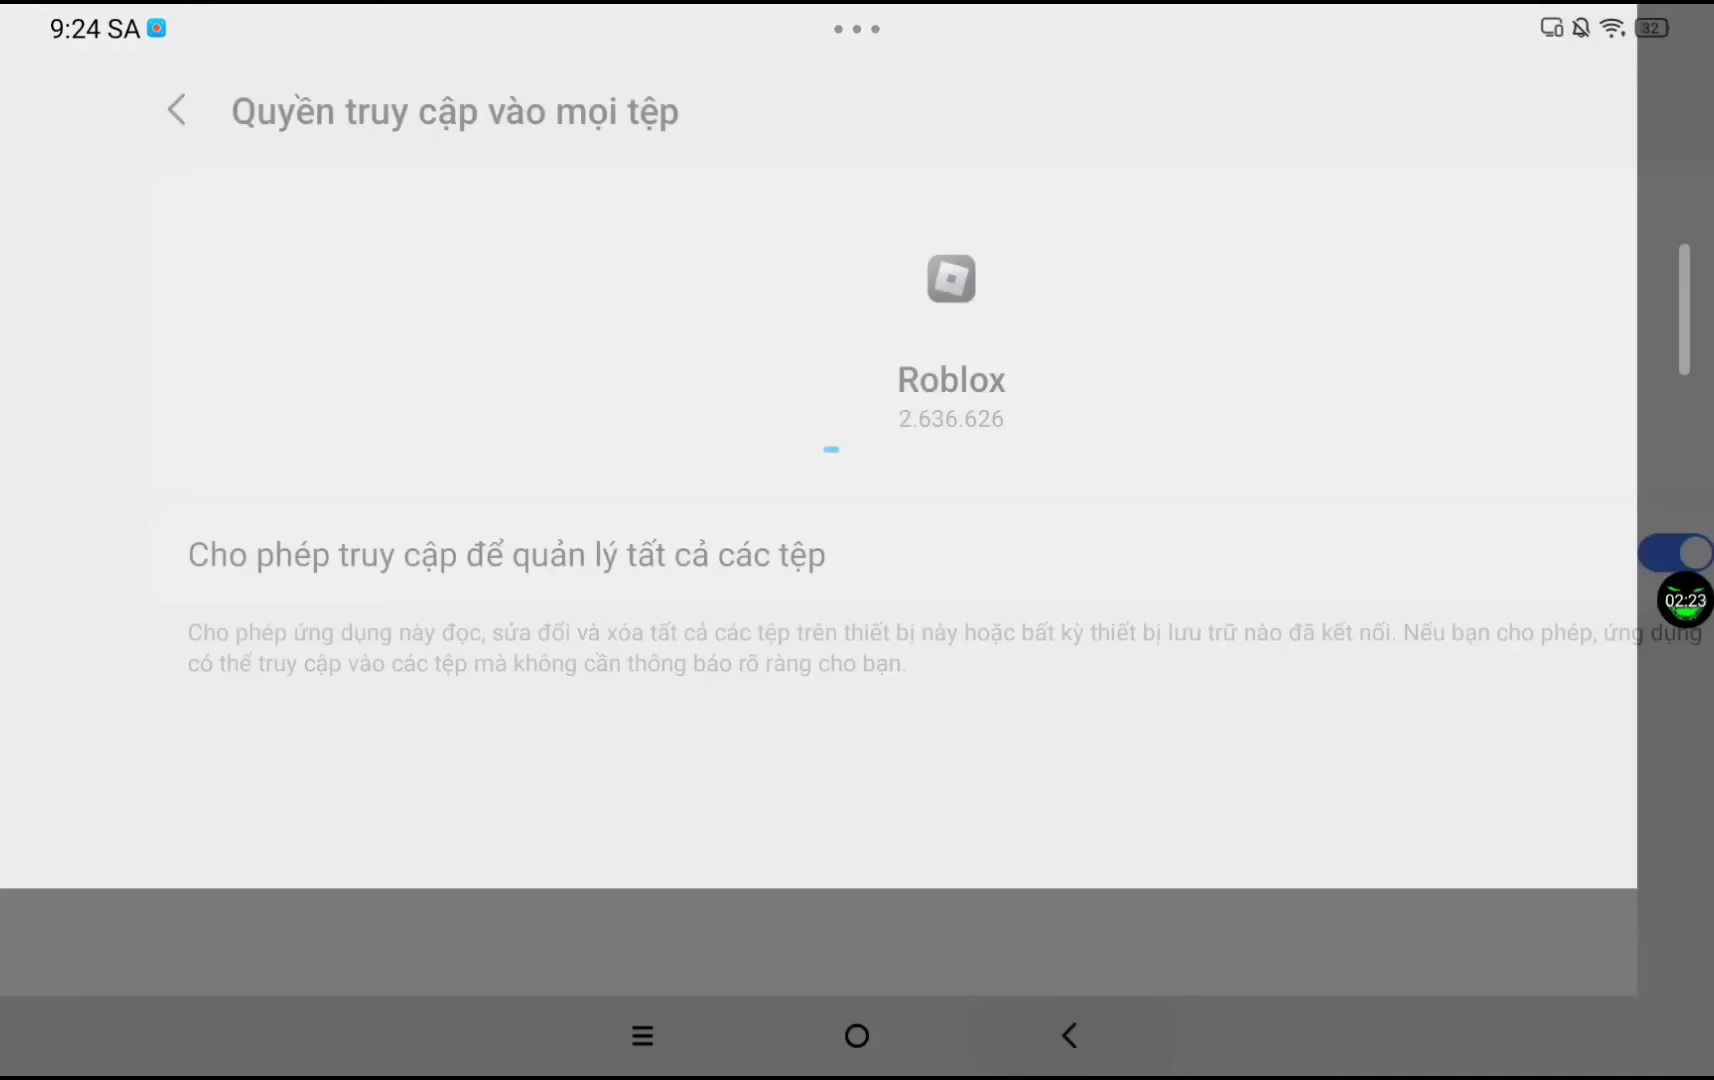 9:24 SA
32
Quyền truy cập vào mọi tệp
Roblox
2.636.626
Cho phép truy cập để quản lý tất cả các tệp
02:23
Cho phép ứng dụng này đọc, sửa đổi và xóa tất cả các tệp trên thiết bị này hoặc bất kỳ thiết bị lưu trữ nào đã kết nối. Nếu bạn cho phép, ứng dụng
có thể truy cập vào các tệp mà không cần thông báo rõ ràng cho bạn.